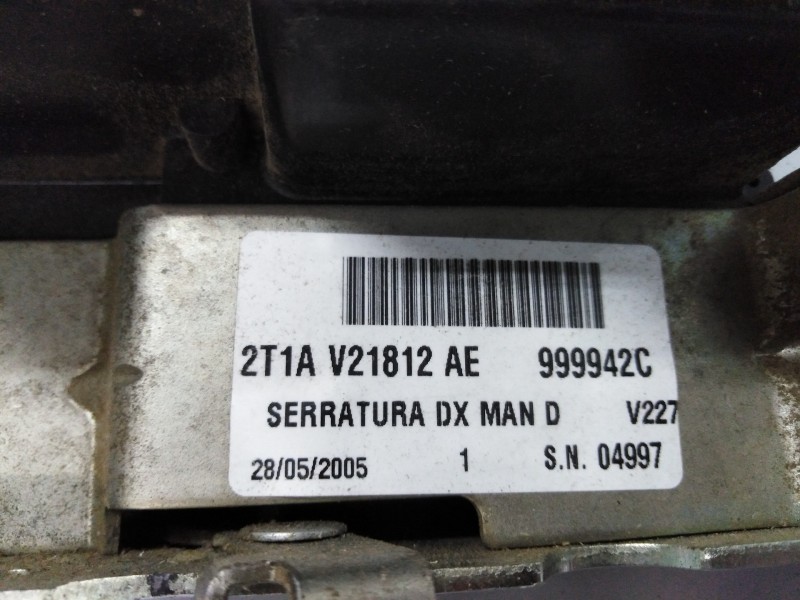 2T1A V21812 AE 999942C
SERRATURA DX MAN D V227
28/05/2005 1 S.N. 04997